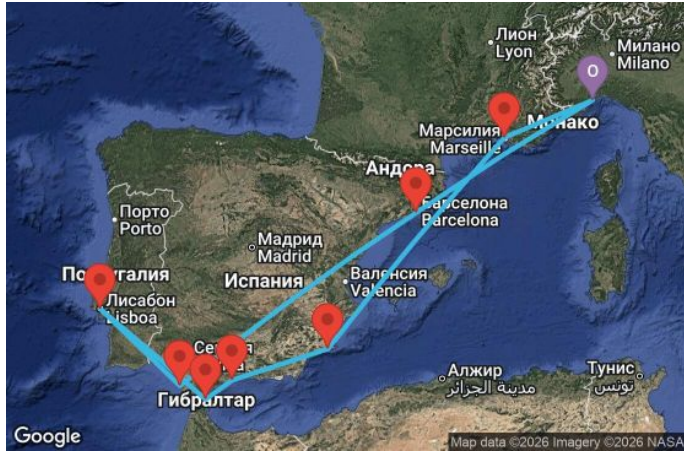 Лион
Lyon
Милано
Milano
O
Марсилия
Marseille
Монако
Андора
Барселона
Barcelona
Порто
Porto
Мадрид
Madrid
Испания
Валенсия
Valencia
Лисабон
Lisboa
Гибралтар
Алжир
مدينة الجزائر
Тунис
تونس
Google
Map data ©2026 Imagery ©2026 NASA